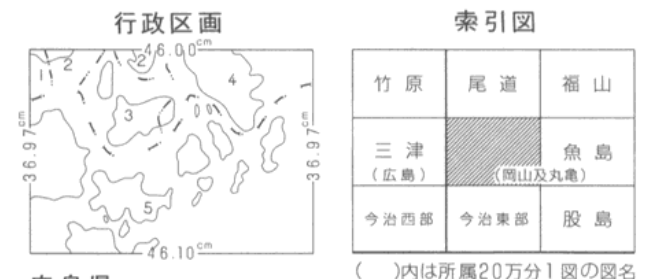 行政区画
索引図
46.00cm
1
2
2
3
4
5
36.97cm
36.97cm
46.10cm
竹原
尾道
福山
三津
(広島)
(岡山及丸亀)
魚島
今治西部
今治東部
股島
( )内は所属20万分1図の図名